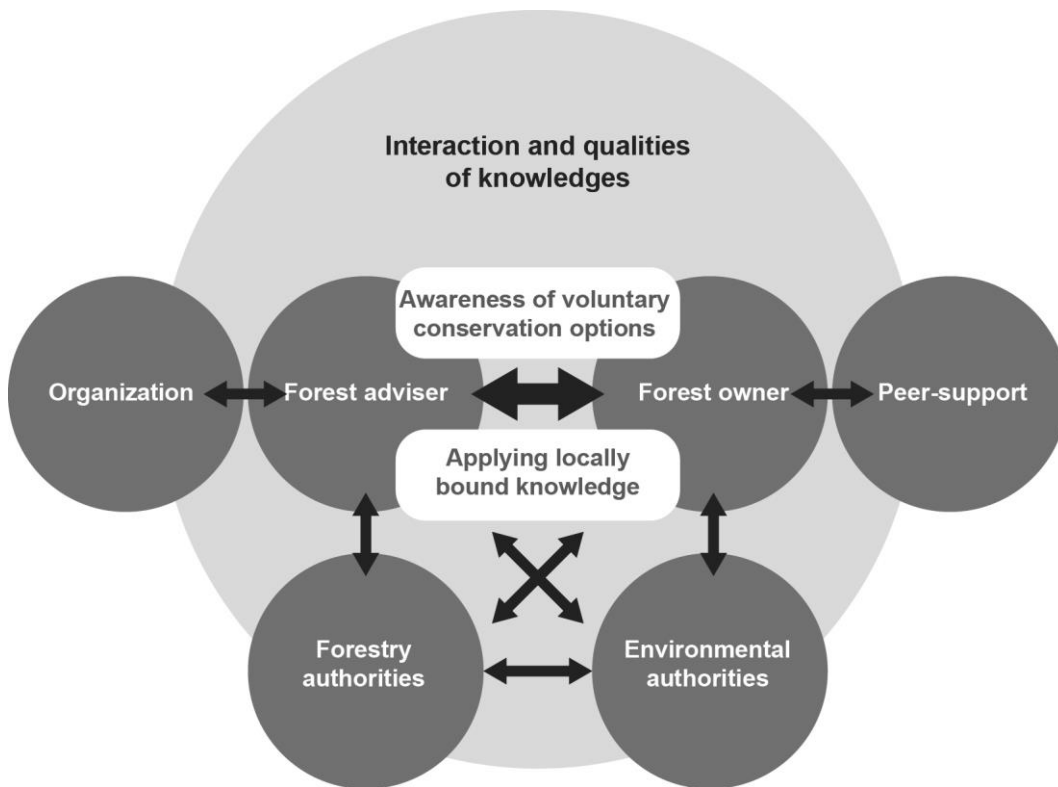 Interaction and qualities
of knowledges
Awareness of voluntary
conservation options
Organization
Forest adviser
Forest owner
Peer-support
Applying locally
bound knowledge
Forestry
authorities
Environmental
authorities